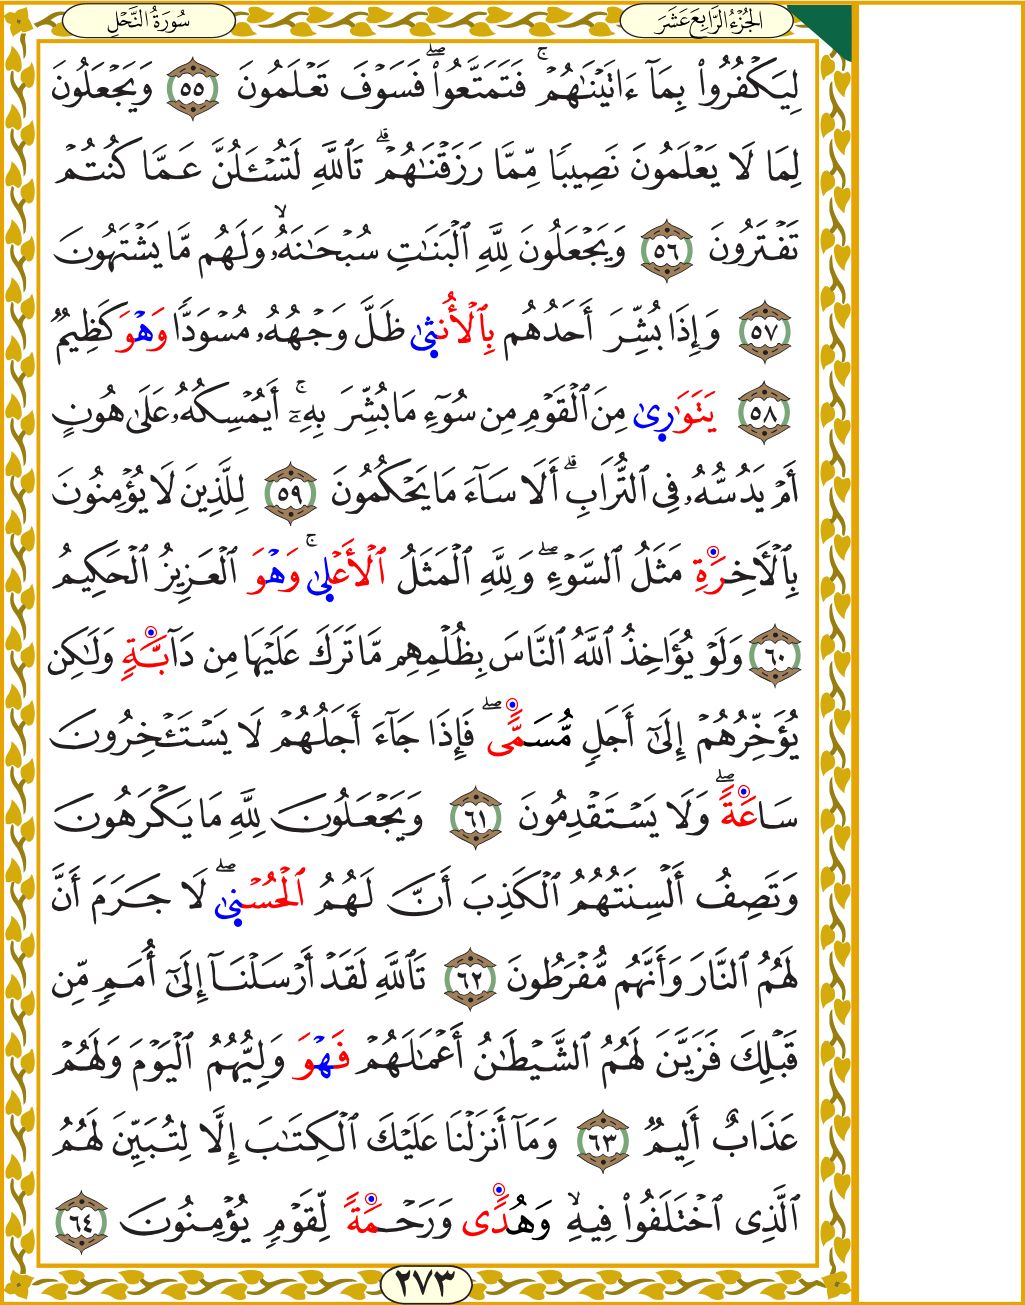 الجُزْءُ الرَّابِعَ عَشَرَ
سُورَةُ النَّحْلِ
لِيَكْفُرُوا۟ بِمَآ ءَاتَيْنَٰهُمْ ۚ فَتَمَتَّعُوا۟ ۖ فَسَوْفَ تَعْلَمُونَ ٥٥ وَيَجْعَلُونَ
لِمَا لَا يَعْلَمُونَ نَصِيبًا مِّمَّا رَزَقْنَٰهُمْ ۗ تَٱللَّهِ لَتُسْـَٔلُنَّ عَمَّا كُنتُمْ
تَفْتَرُونَ ٥٦ وَيَجْعَلُونَ لِلَّهِ ٱلْبَنَٰتِ سُبْحَٰنَهُۥ ۙ وَلَهُم مَّا يَشْتَهُونَ
٥٧ وَإِذَا بُشِّرَ أَحَدُهُم بِٱلْأُنثىٰ ظَلَّ وَجْهُهُۥ مُسْوَدًّا وَهْوَ كَظِيمٌ
٥٨ يَتَوَٰرِىٰ مِنَ ٱلْقَوْمِ مِن سُوٓءِ مَا بُشِّرَ بِهِۦٓ ۚ أَيُمْسِكُهُۥ عَلَىٰ هُونٍ
أَمْ يَدُسُّهُۥ فِى ٱلتُّرَابِ ۗ أَلَا سَآءَ مَا يَحْكُمُونَ ٥٩ لِلَّذِينَ لَا يُؤْمِنُونَ
بِٱلْأَخِرَةِ مَثَلُ ٱلسَّوْءِ ۖ وَلِلَّهِ ٱلْمَثَلُ ٱلْأَعْلىٰ ۚ وَهْوَ ٱلْعَزِيزُ ٱلْحَكِيمُ
٦٠ وَلَوْ يُؤَاخِذُ ٱللَّهُ ٱلنَّاسَ بِظُلْمِهِم مَّا تَرَكَ عَلَيْهَا مِن دَآبَّةٍ وَلَٰكِن
يُؤَخِّرُهُمْ إِلَىٰٓ أَجَلٍ مُّسَمًّى ۖ فَإِذَا جَآءَ أَجَلُهُمْ لَا يَسْتَـْٔخِرُونَ
سَاعَةً ۖ وَلَا يَسْتَقْدِمُونَ ٦١ وَيَجْعَلُونَ لِلَّهِ مَا يَكْرَهُونَ
وَتَصِفُ أَلْسِنَتُهُمُ ٱلْكَذِبَ أَنَّ لَهُمُ ٱلْحُسْنىٰ ۖ لَا جَرَمَ أَنَّ
لَهُمُ ٱلنَّارَ وَأَنَّهُم مُّفْرَطُونَ ٦٢ تَٱللَّهِ لَقَدْ أَرْسَلْنَآ إِلَىٰٓ أُمَمٍ مِّن
قَبْلِكَ فَزَيَّنَ لَهُمُ ٱلشَّيْطَٰنُ أَعْمَٰلَهُمْ فَهْوَ وَلِيُّهُمُ ٱلْيَوْمَ وَلَهُمْ
عَذَابٌ أَلِيمٌ ٦٣ وَمَآ أَنزَلْنَا عَلَيْكَ ٱلْكِتَٰبَ إِلَّا لِتُبَيِّنَ لَهُمُ
ٱلَّذِى ٱخْتَلَفُوا۟ فِيهِ ۙ وَهُدًى وَرَحْمَةً لِّقَوْمٍ يُؤْمِنُونَ ٦٤
٢٧٣